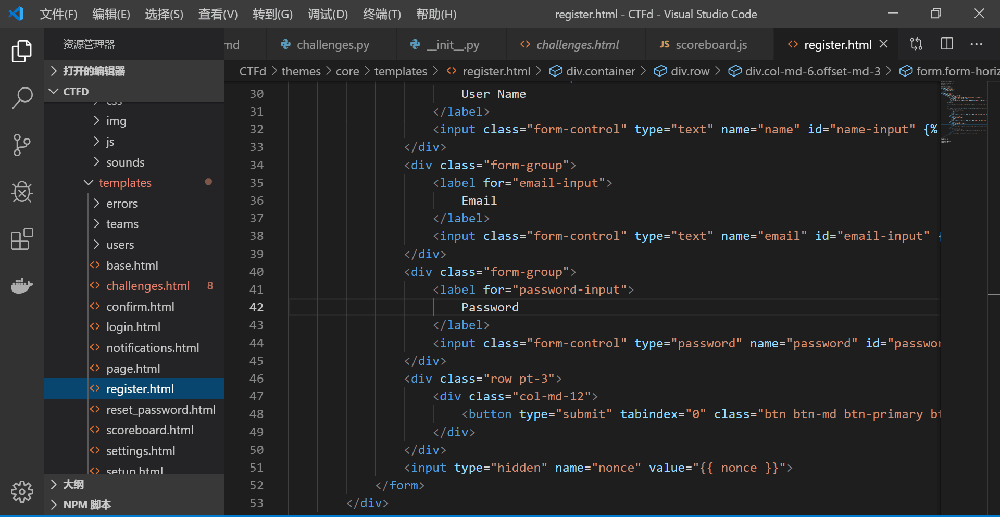 文件(F) 编辑(E) 选择(S) 查看(V) 转到(G) 调试(D) 终端(T) 帮助(H) register.html - CTFd - Visual Studio Code
资源管理器
打开的编辑器
CTFD
css
img
js
sounds
templates
errors
teams
users
base.html
challenges.html 8
confirm.html
login.html
notifications.html
page.html
register.html
reset_password.html
scoreboard.html
settings.html
setup.html
大纲
NPM 脚本
md challenges.py __init__.py challenges.html JS scoreboard.js register.html
CTFd > themes > core > templates > register.html > div.container > div.row > div.col-md-6.offset-md-3 > form.form-horiz
30 User Name
31 </label>
32 <input class="form-control" type="text" name="name" id="name-input" {%
33 </div>
34 <div class="form-group">
35 <label for="email-input">
36 Email
37 </label>
38 <input class="form-control" type="text" name="email" id="email-input" {
39 </div>
40 <div class="form-group">
41 <label for="password-input">
42 Password
43 </label>
44 <input class="form-control" type="password" name="password" id="passwor
45 </div>
46 <div class="row pt-3">
47 <div class="col-md-12">
48 <button type="submit" tabindex="0" class="btn btn-md btn-primary bt
49 </div>
50 </div>
51 <input type="hidden" name="nonce" value="{{ nonce }}">
52 </form>
53 </div>